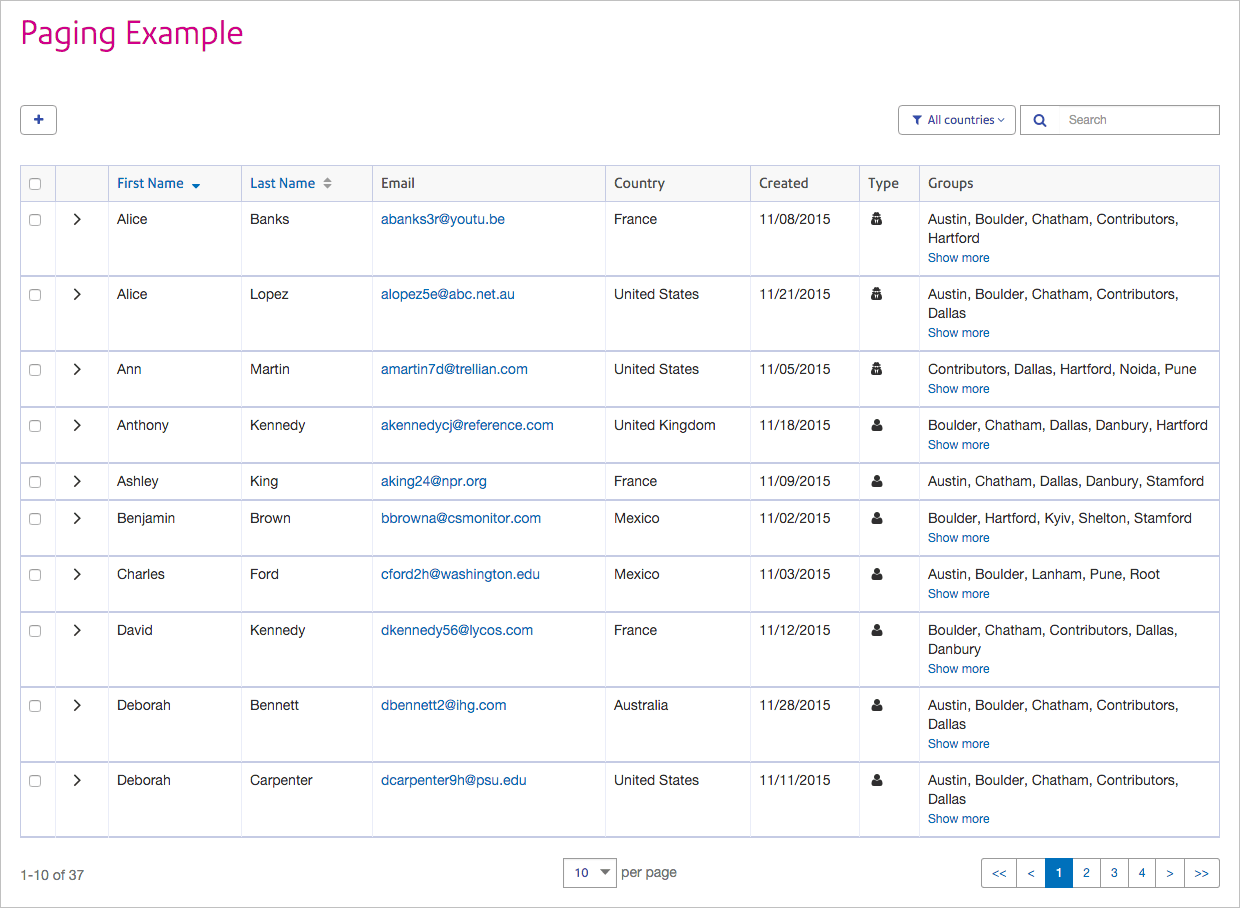 Paging Example
+
All countries
Search
First Name Last Name Email Country Created Type Groups
Alice Banks abanks3r@youtu.be France 11/08/2015 Austin, Boulder, Chatham, Contributors,
Hartford
Show more
Alice Lopez alopez5e@abc.net.au United States 11/21/2015 Austin, Boulder, Chatham, Contributors,
Dallas
Show more
Ann Martin amartin7d@trellian.com United States 11/05/2015 Contributors, Dallas, Hartford, Noida, Pune
Show more
Anthony Kennedy akennedycj@reference.com United Kingdom 11/18/2015 Boulder, Chatham, Dallas, Danbury, Hartford
Show more
Ashley King aking24@npr.org France 11/09/2015 Austin, Chatham, Dallas, Danbury, Stamford
Benjamin Brown bbrowna@csmonitor.com Mexico 11/02/2015 Boulder, Hartford, Kyiv, Shelton, Stamford
Show more
Charles Ford cford2h@washington.edu Mexico 11/03/2015 Austin, Boulder, Lanham, Pune, Root
Show more
David Kennedy dkennedy56@lycos.com France 11/12/2015 Boulder, Chatham, Contributors, Dallas,
Danbury
Show more
Deborah Bennett dbennett2@ihg.com Australia 11/28/2015 Austin, Boulder, Chatham, Contributors,
Dallas
Show more
Deborah Carpenter dcarpenter9h@psu.edu United States 11/11/2015 Austin, Boulder, Chatham, Contributors,
Dallas
Show more
1-10 of 37 10 per page << < 1 2 3 4 > >>